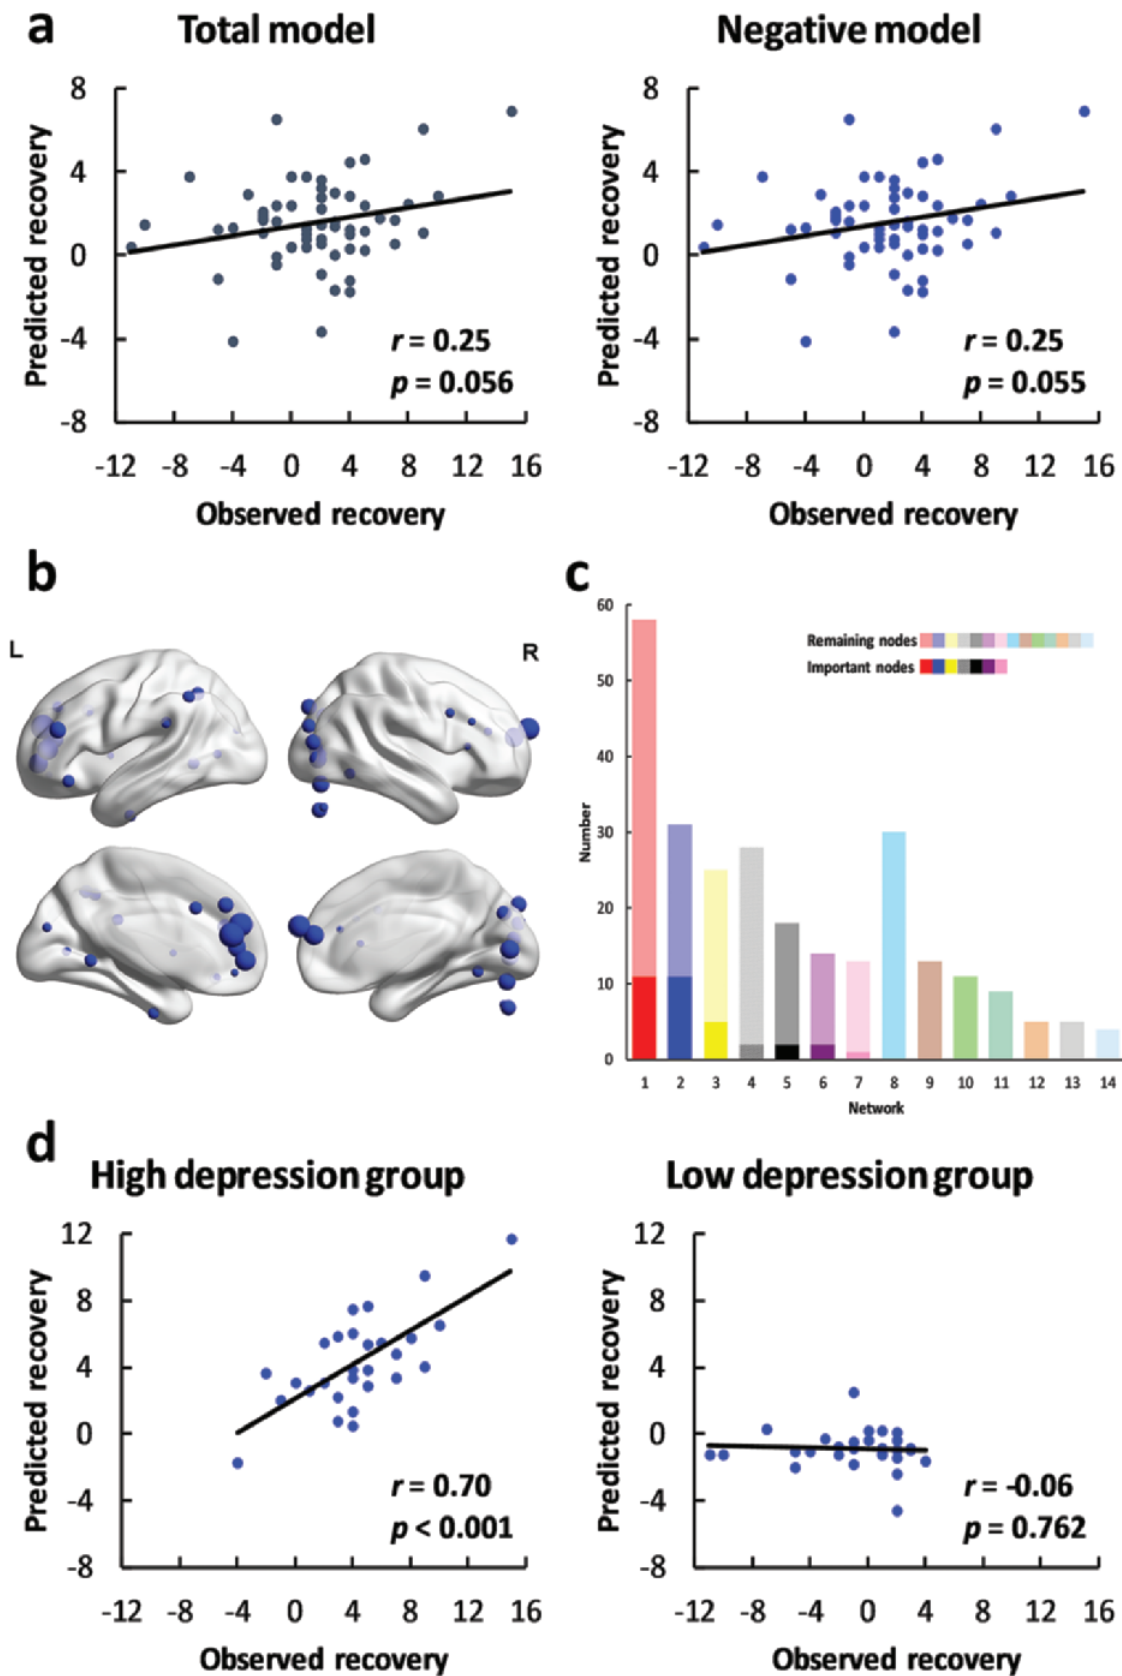 a
Total model
Negative model
8
4
0
-4
-8
Predicted recovery
r = 0.25
p = 0.056
-12 -8 -4 0 4 8 12 16
Observed recovery
8
4
0
-4
-8
Predicted recovery
r = 0.25
p = 0.055
-12 -8 -4 0 4 8 12 16
Observed recovery
b
L
R
c
60
50
40
30
20
10
0
Number
Remaining nodes
Important nodes
1 2 3 4 5 6 7 8 9 10 11 12 13 14
Network
d
High depression group
Low depression group
12
8
4
0
-4
-8
Predicted recovery
r = 0.70
p < 0.001
-12 -8 -4 0 4 8 12 16
Observed recovery
12
8
4
0
-4
-8
Predicted recovery
r = -0.06
p = 0.762
-12 -8 -4 0 4 8 12 16
Observed recovery